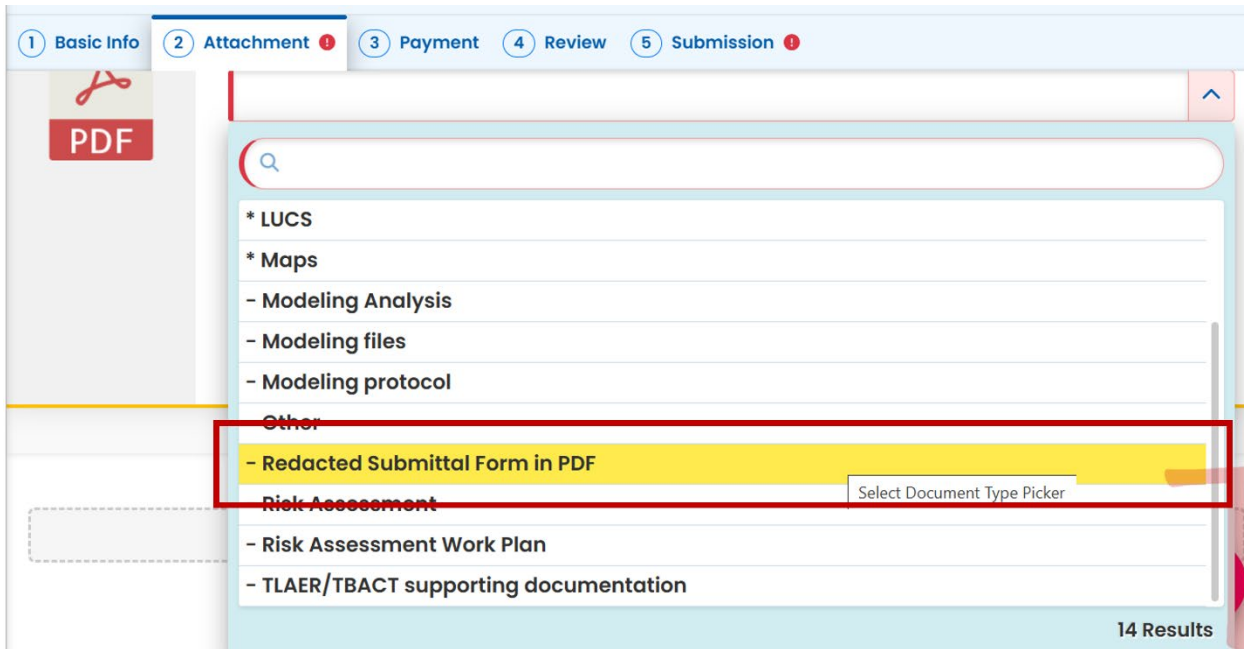 1 Basic Info 2 Attachment ! 3 Payment 4 Review 5 Submission !
PDF
* LUCS
* Maps
- Modeling Analysis
- Modeling files
- Modeling protocol
- Other
- Redacted Submittal Form in PDF
Select Document Type Picker
- Risk Assessment
- Risk Assessment Work Plan
- TLAER/TBACT supporting documentation
14 Results